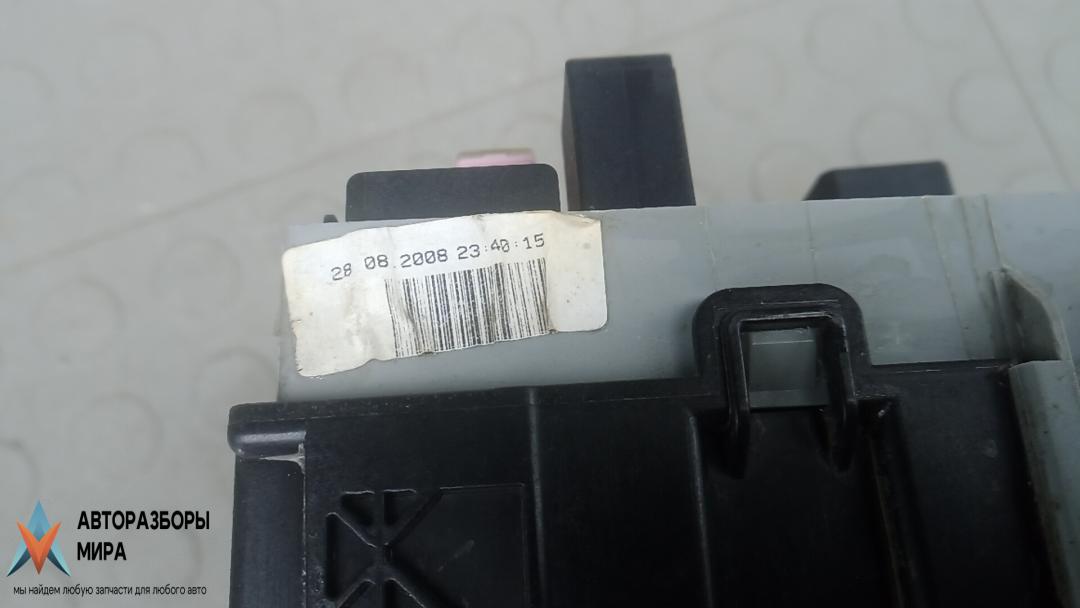 28 08.2008 23:40:15
АВТОРАЗБОРЫ
МИРА
мы найдем любую запчасти для любого авто